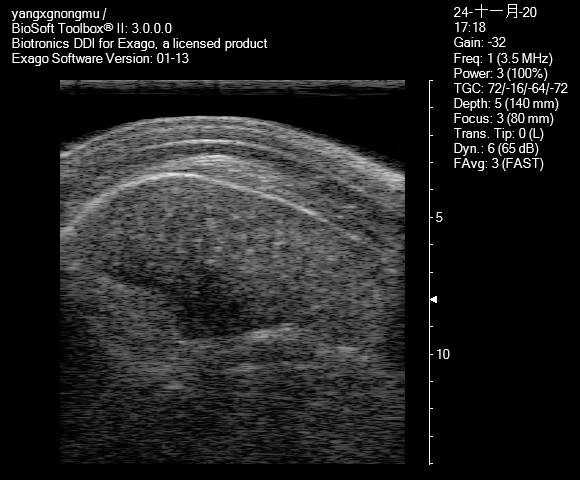 yangxgnongmu /
BioSoft Toolbox® II: 3.0.0.0
Biotronics DDI for Exago, a licensed product
Exago Software Version: 01-13
24-十一月-20
17:18
Gain: -32
Freq: 1 (3.5 MHz)
Power: 3 (100%)
TGC: 72/-16/-64/-72
Depth: 5 (140 mm)
Focus: 3 (80 mm)
Trans. Tip: 0 (L)
Dyn.: 6 (65 dB)
FAvg: 3 (FAST)
5
10